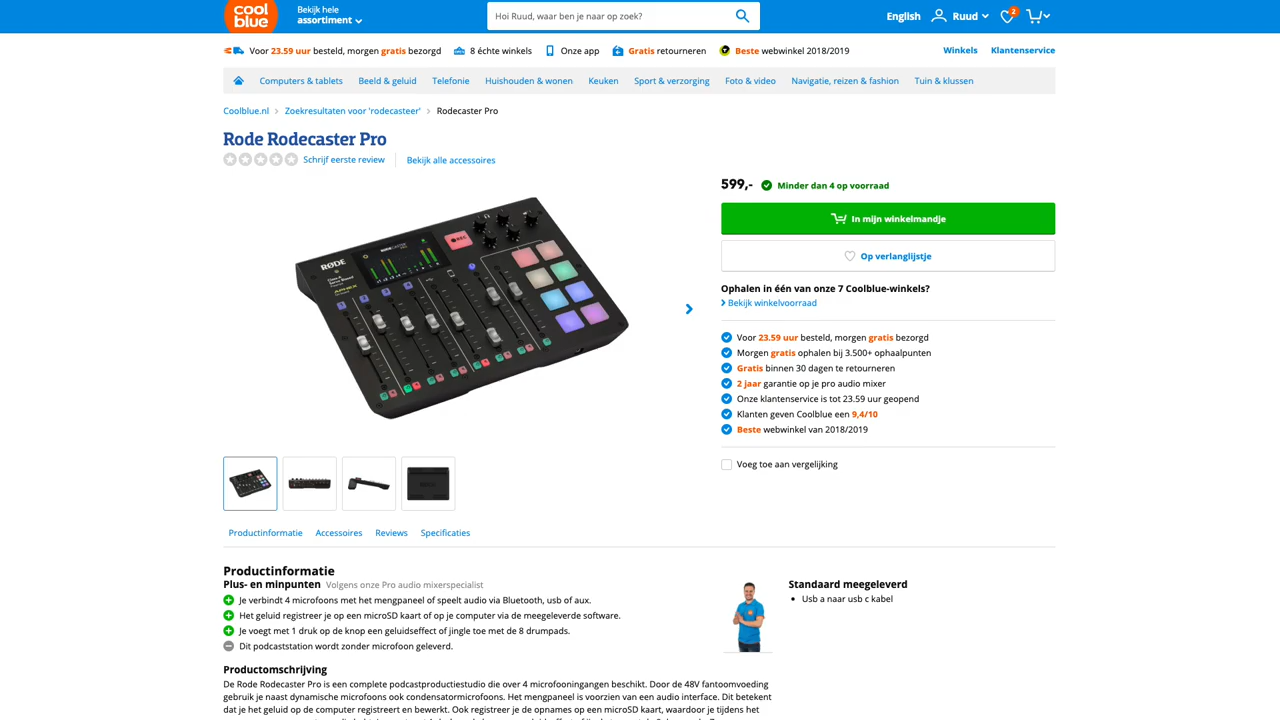 cool
blue
Bekijk hele
assortiment
Hoi Ruud, waar ben je naar op zoek?
English
Ruud
2
Voor 23.59 uur besteld, morgen gratis bezorgd
8 échte winkels
Onze app
Gratis retourneren
Beste webwinkel 2018/2019
Winkels
Klantenservice
Computers & tablets
Beeld & geluid
Telefonie
Huishouden & wonen
Keuken
Sport & verzorging
Foto & video
Navigatie, reizen & fashion
Tuin & klussen
Coolblue.nl > Zoekresultaten voor 'rodecasteer' > Rodecaster Pro
Rode Rodecaster Pro
Schrijf eerste review
Bekijk alle accessoires
RØDE
REC
599,-
Minder dan 4 op voorraad
In mijn winkelmandje
Op verlanglijstje
Ophalen in één van onze 7 Coolblue-winkels?
Bekijk winkelvoorraad
Voor 23.59 uur besteld, morgen gratis bezorgd
Morgen gratis ophalen bij 3.500+ ophaalpunten
Gratis binnen 30 dagen te retourneren
2 jaar garantie op je pro audio mixer
Onze klantenservice is tot 23.59 uur geopend
Klanten geven Coolblue een 9,4/10
Beste webwinkel van 2018/2019
Voeg toe aan vergelijking
Productinformatie
Accessoires
Reviews
Specificaties
Productinformatie
Plus- en minpunten Volgens onze Pro audio mixerspecialist
Je verbindt 4 microfoons met het mengpaneel of speelt audio via Bluetooth, usb of aux.
Het geluid registreer je op een microSD kaart of op je computer via de meegeleverde software.
Je voegt met 1 druk op de knop een geluidseffect of jingle toe met de 8 drumpads.
Dit podcaststation wordt zonder microfoon geleverd.
Standaard meegeleverd
Usb a naar usb c kabel
Productomschrijving
De Rode Rodecaster Pro is een complete podcastproductiestudio die over 4 microfooningangen beschikt. Door de 48V fantoomvoeding
gebruik je naast dynamische microfoons ook condensatormicrofoons. Het mengpaneel is voorzien van een audio interface. Dit betekent
dat je het geluid op de computer registreert en bewerkt. Ook registreer je de opnames op een microSD kaart, waardoor je tijdens het